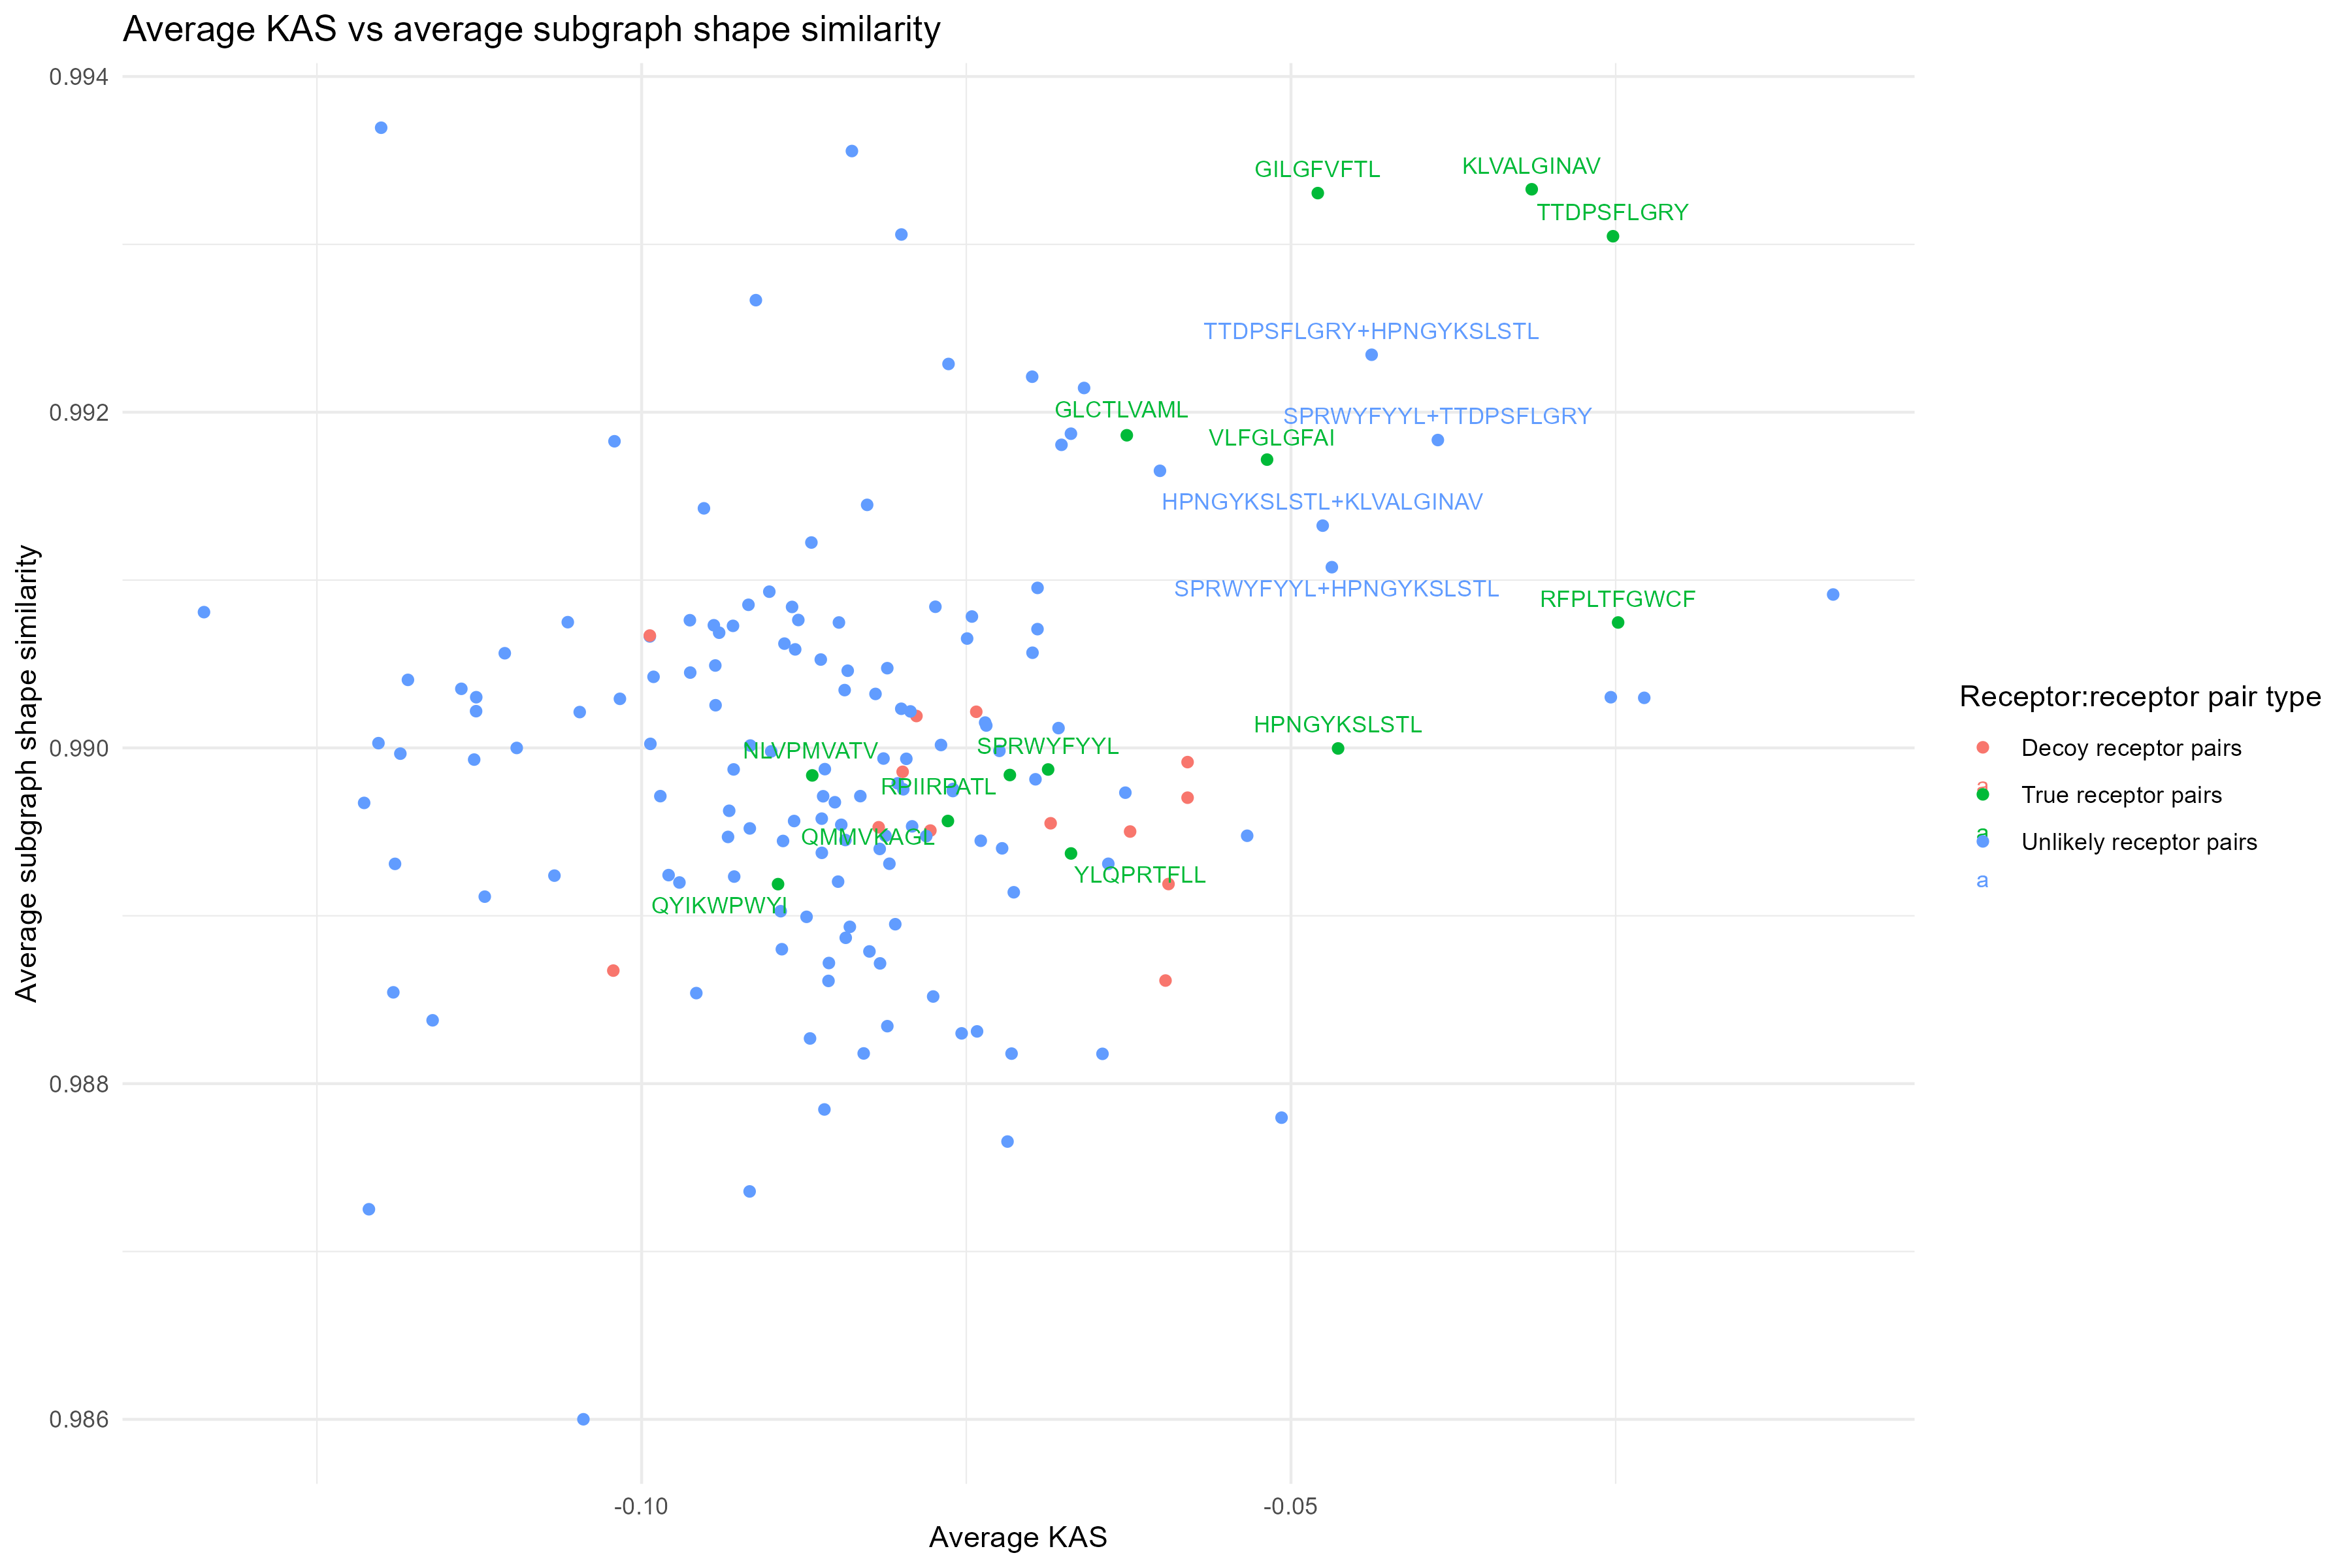 Average KAS vs average subgraph shape similarity
0.994
GILGFVFTL
KLVALGINAV
TTDPSFLGRY
TTDPSFLGRY+HPNGYKSLSTL
0.992
GLCTLVAML
SPRWYFYYL+TTDPSFLGRY
VLFGLGFAI
HPNGYKSLSTL+KLVALGINAV
SPRWYFYYL+HPNGYKSLSTL
RFPLTFGWCF
Average subgraph shape similarity
0.990
HPNGYKSLSTL
NLVPMVATV
SPRWYFYYL
RPIIRPATL
QMMVKAGL
YLQPRTFLL
QYIKWPWYI
0.988
0.986
-0.10
-0.05
Average KAS
Receptor:receptor pair type
Decoy receptor pairs
a
True receptor pairs
a
Unlikely receptor pairs
a